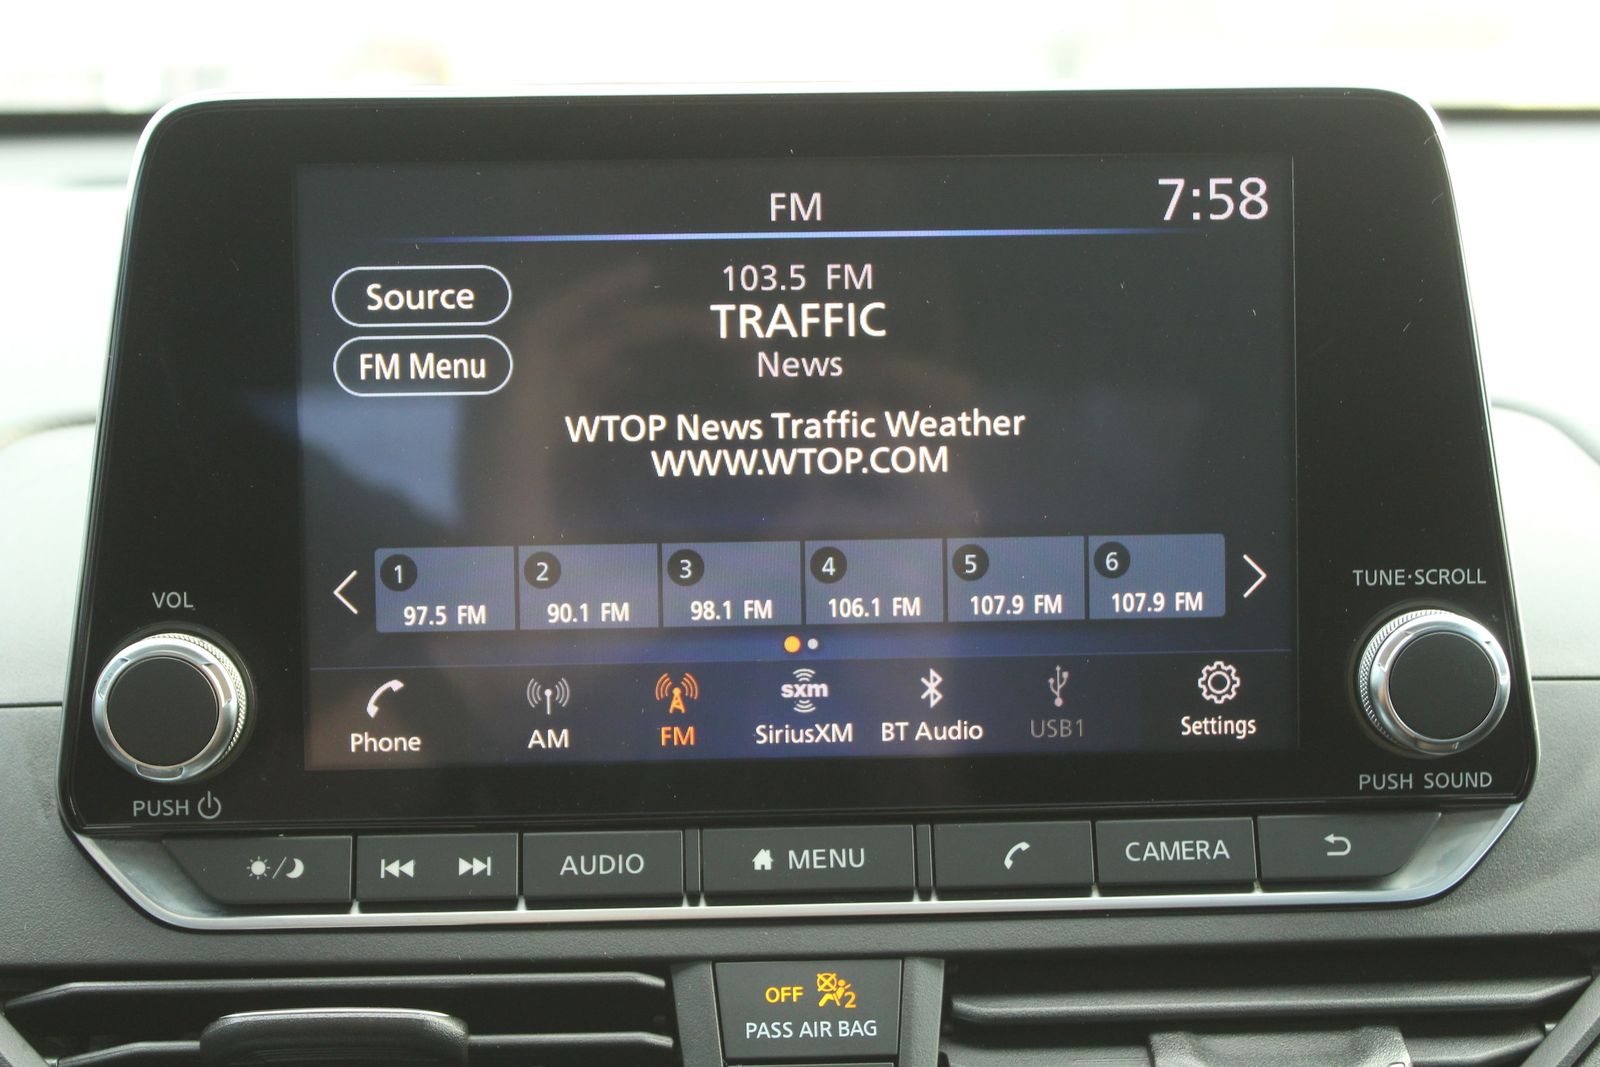 FM
7:58
Source
FM Menu
103.5 FM
TRAFFIC
News
WTOP News Traffic Weather
WWW.WTOP.COM
1
97.5 FM
2
90.1 FM
3
98.1 FM
4
106.1 FM
5
107.9 FM
6
107.9 FM
VOL
PUSH
TUNE·SCROLL
PUSH SOUND
Phone
AM
FM
sxm
SiriusXM
BT Audio
USB1
Settings
AUDIO
MENU
CAMERA
OFF 2
PASS AIR BAG